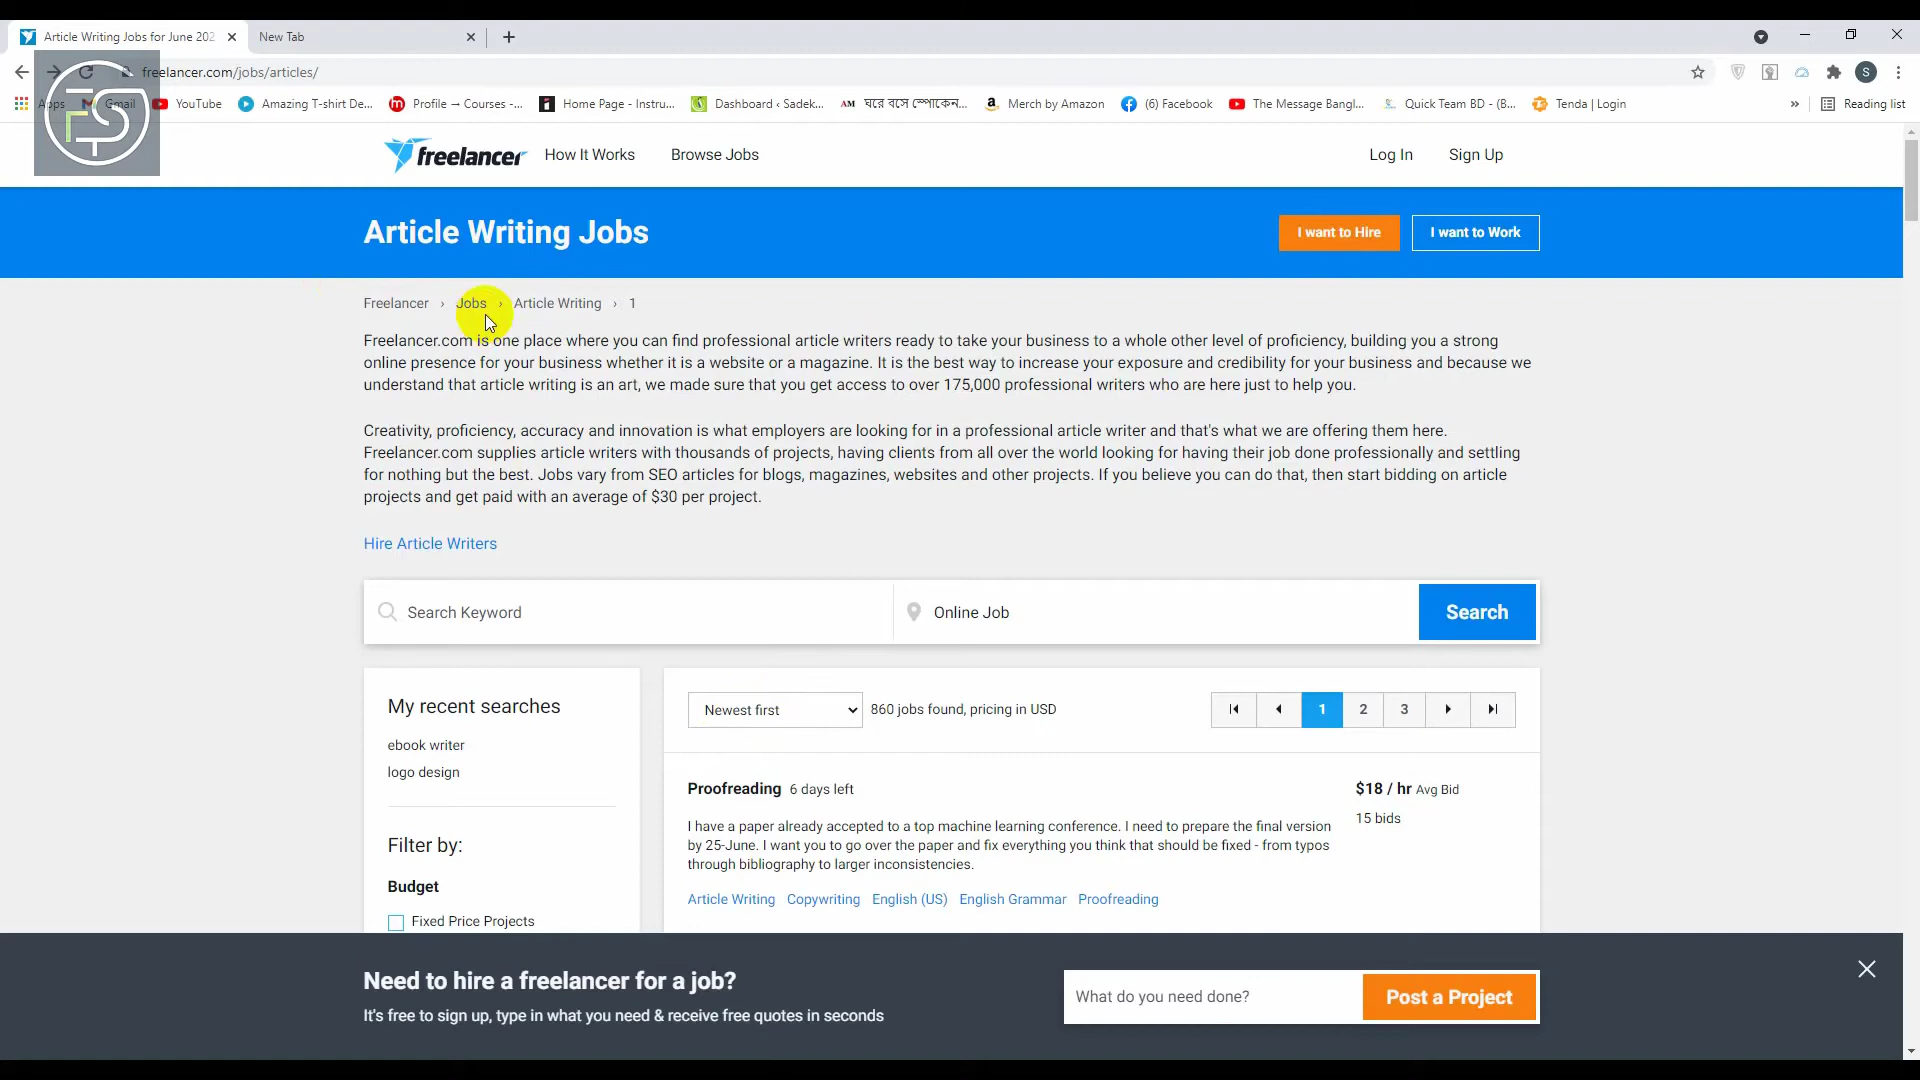 Article Writing Jobs for June 202
New Tab
freelancer.com/jobs/articles/
Apps Gmail YouTube Amazing T-shirt De... Profile → Courses -... Home Page - Instru... Dashboard ‹ Sadek... AM ঘরে বসে স্পোকেন... Merch by Amazon (6) Facebook The Message Bangl... Quick Team BD - (B... Tenda | Login » Reading list
freelancer How It Works Browse Jobs Log In Sign Up
Article Writing Jobs I want to Hire I want to Work
Freelancer › Jobs › Article Writing › 1
Freelancer.com is one place where you can find professional article writers ready to take your business to a whole other level of proficiency, building you a strong
online presence for your business whether it is a website or a magazine. It is the best way to increase your exposure and credibility for your business and because we
understand that article writing is an art, we made sure that you get access to over 175,000 professional writers who are here just to help you.
Creativity, proficiency, accuracy and innovation is what employers are looking for in a professional article writer and that's what we are offering them here.
Freelancer.com supplies article writers with thousands of projects, having clients from all over the world looking for having their job done professionally and settling
for nothing but the best. Jobs vary from SEO articles for blogs, magazines, websites and other projects. If you believe you can do that, then start bidding on article
projects and get paid with an average of $30 per project.
Hire Article Writers
Search Keyword Online Job Search
My recent searches
ebook writer
logo design
Filter by:
Budget
Fixed Price Projects
Newest first 860 jobs found, pricing in USD 1 2 3
Proofreading 6 days left $18 / hr Avg Bid
15 bids
I have a paper already accepted to a top machine learning conference. I need to prepare the final version
by 25-June. I want you to go over the paper and fix everything you think that should be fixed - from typos
through bibliography to larger inconsistencies.
Article Writing Copywriting English (US) English Grammar Proofreading
Need to hire a freelancer for a job?
It's free to sign up, type in what you need & receive free quotes in seconds
What do you need done? Post a Project